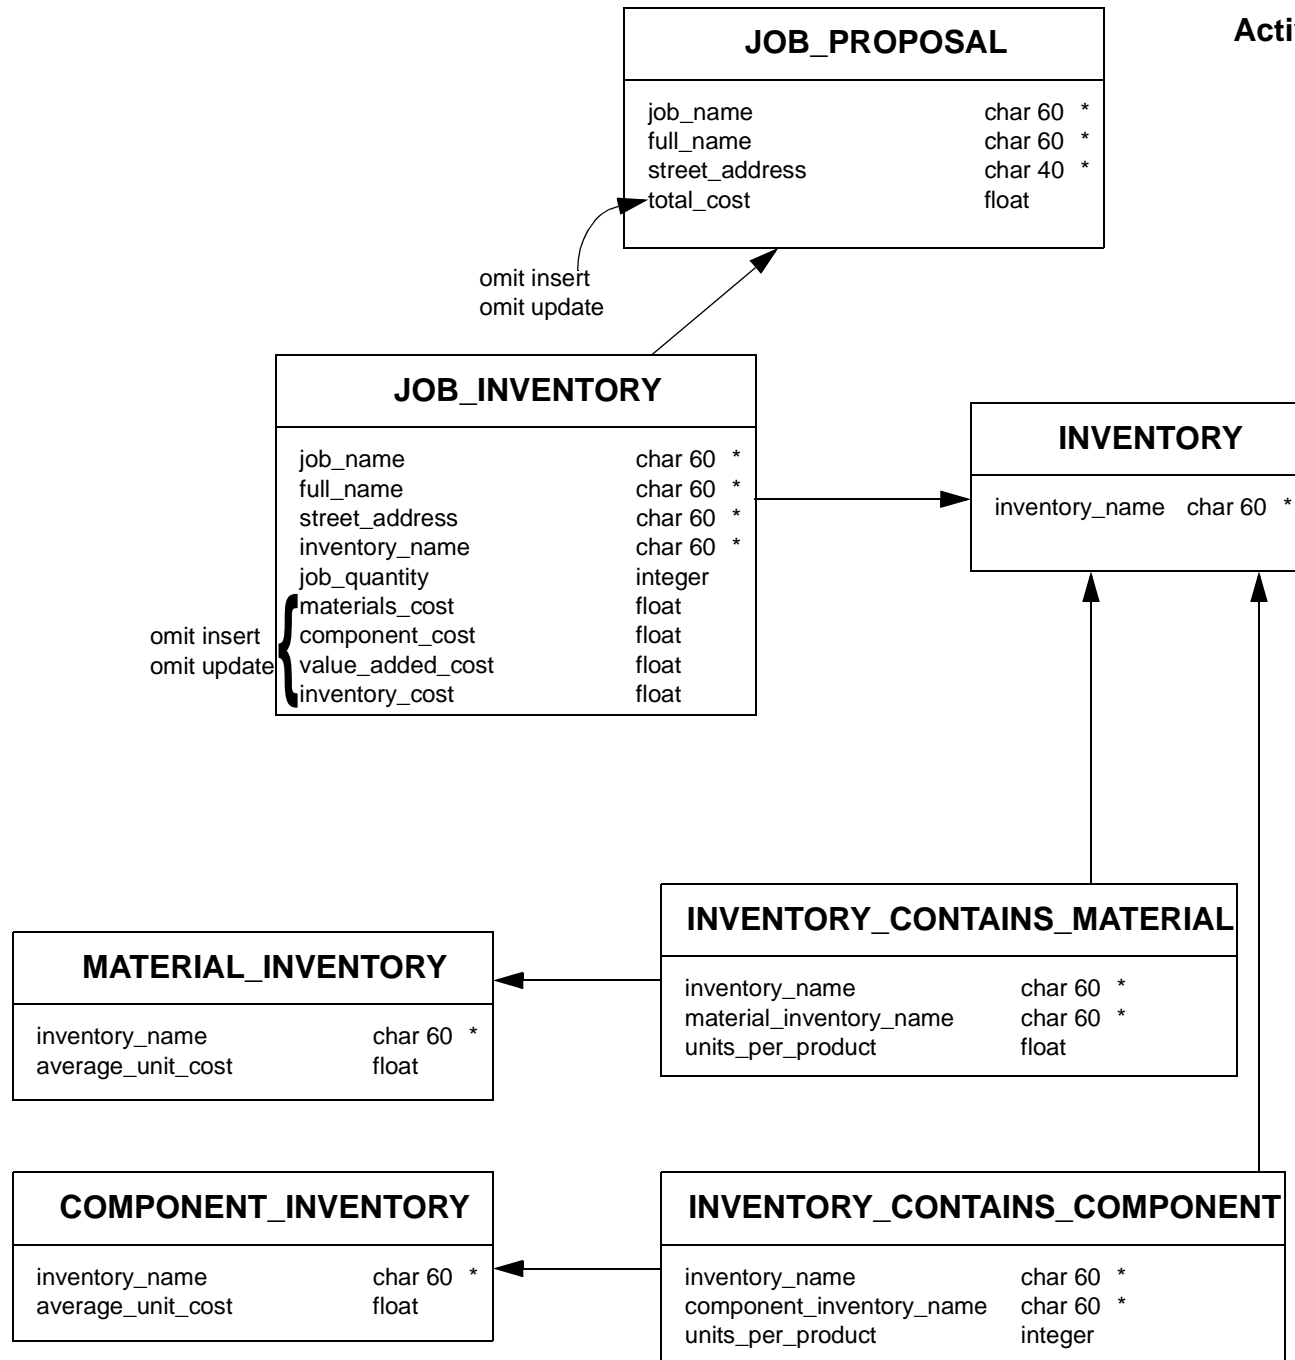 JOB_PROPOSAL
Acti
job_name char 60 *
full_name char 60 *
street_address char 40 *
total_cost float
omit insert
omit update
JOB_INVENTORY
job_name char 60 *
full_name char 60 *
street_address char 60 *
inventory_name char 60 *
job_quantity integer
materials_cost float
component_cost float
value_added_cost float
inventory_cost float
omit insert
omit update
INVENTORY
inventory_name char 60 *
INVENTORY_CONTAINS_MATERIAL
inventory_name char 60 *
material_inventory_name char 60 *
units_per_product float
MATERIAL_INVENTORY
inventory_name char 60 *
average_unit_cost float
COMPONENT_INVENTORY
inventory_name char 60 *
average_unit_cost float
INVENTORY_CONTAINS_COMPONENT
inventory_name char 60 *
component_inventory_name char 60 *
units_per_product integer